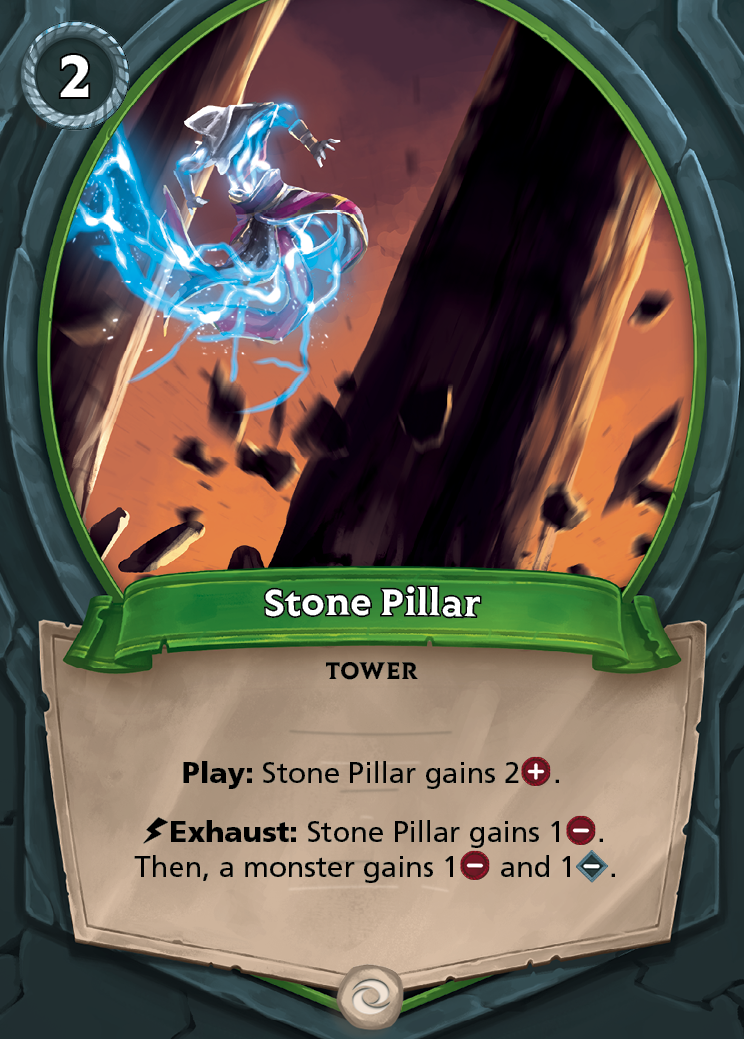 2
Stone Pillar
TOWER
Play: Stone Pillar gains 2+.
Exhaust: Stone Pillar gains 1−.
Then, a monster gains 1− and 1−.